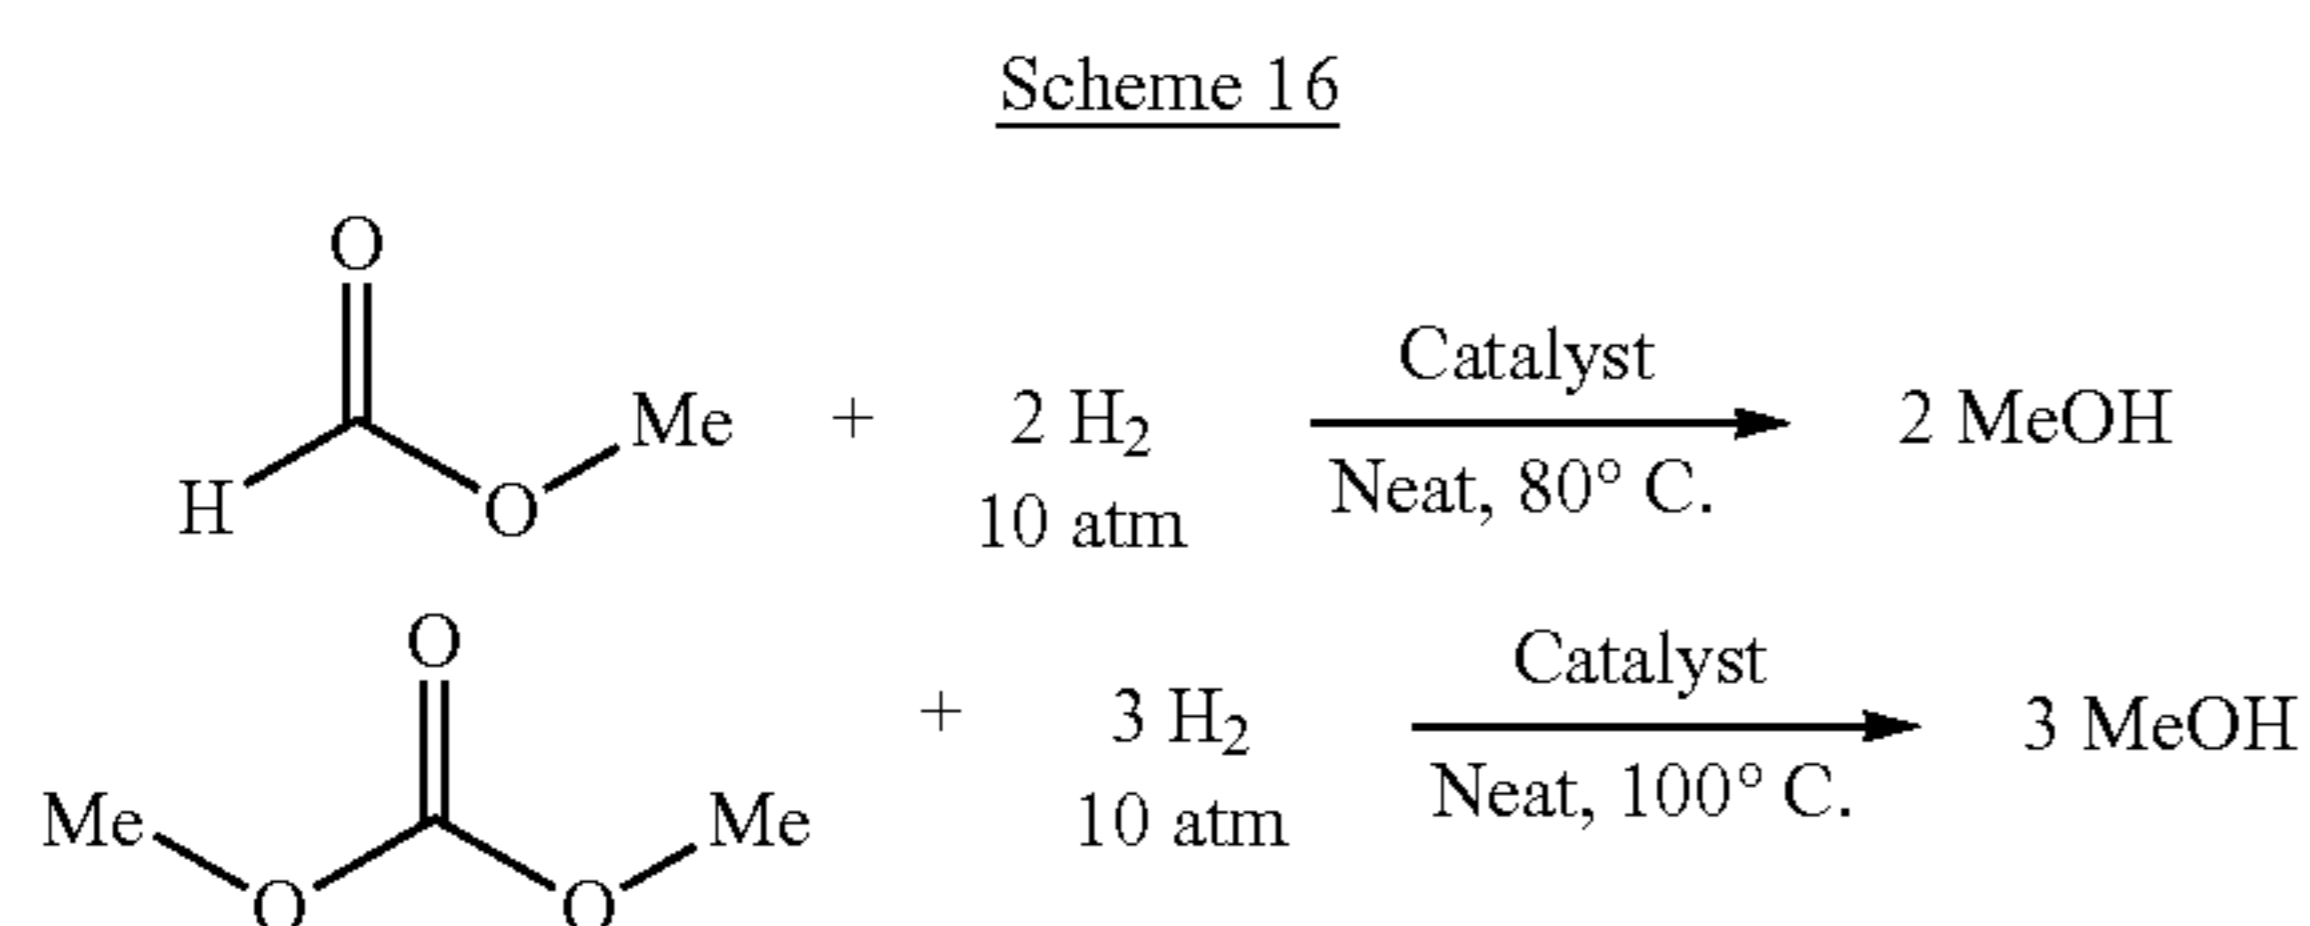 Scheme 16
O
Catalyst
H O Me + 2 H2 2 MeOH
10 atm Neat, 80° C.
O
Catalyst
Me O O Me + 3 H2 3 MeOH
10 atm Neat, 100° C.